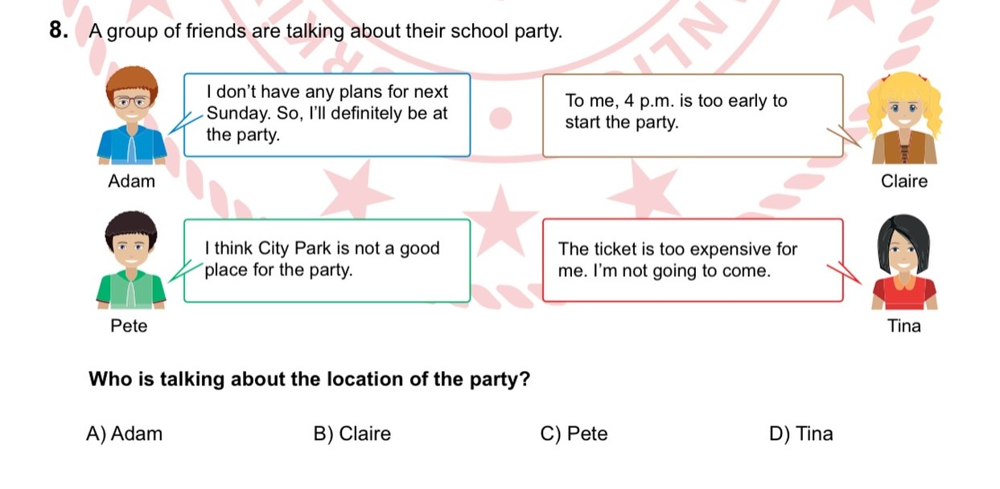 8. A group of friends are talking about their school party.
I don't have any plans for next
Sunday. So, I'll definitely be at
the party.
Adam
To me, 4 p.m. is too early to
start the party.
Claire
I think City Park is not a good
place for the party.
Pete
The ticket is too expensive for
me. I'm not going to come.
Tina
Who is talking about the location of the party?
A) Adam B) Claire C) Pete D) Tina